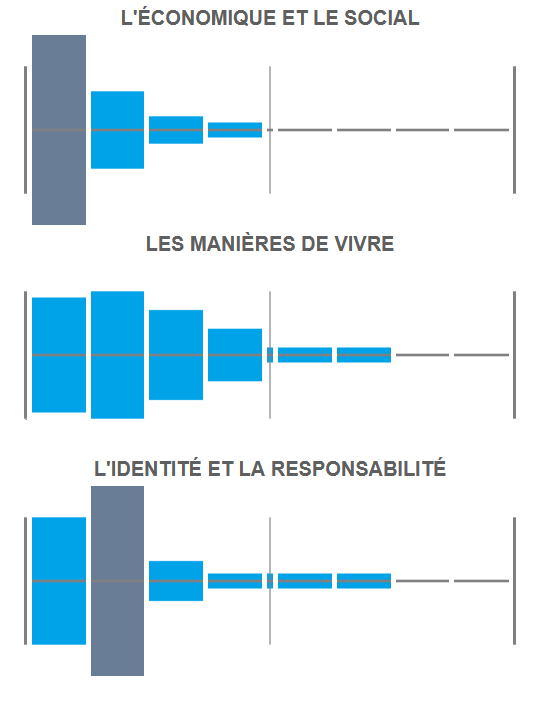 L'ÉCONOMIQUE ET LE SOCIAL
LES MANIÈRES DE VIVRE
L'IDENTITÉ ET LA RESPONSABILITÉ